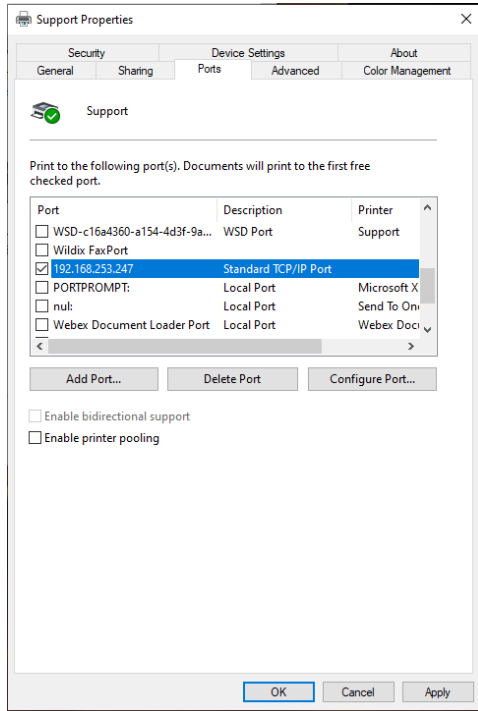 Support Properties
Security Device Settings About
General Sharing Ports Advanced Color Management
Support
Print to the following port(s). Documents will print to the first free
checked port.
Port Description Printer
WSD-c16a4360-a154-4d3f-9a... WSD Port Support
Wildix FaxPort
192.168.253.247 Standard TCP/IP Port
PORTPROMPT: Local Port Microsoft X
nul: Local Port Send To On
Webex Document Loader Port Local Port Webex Doc
Add Port... Delete Port Configure Port...
Enable bidirectional support
Enable printer pooling
OK Cancel Apply